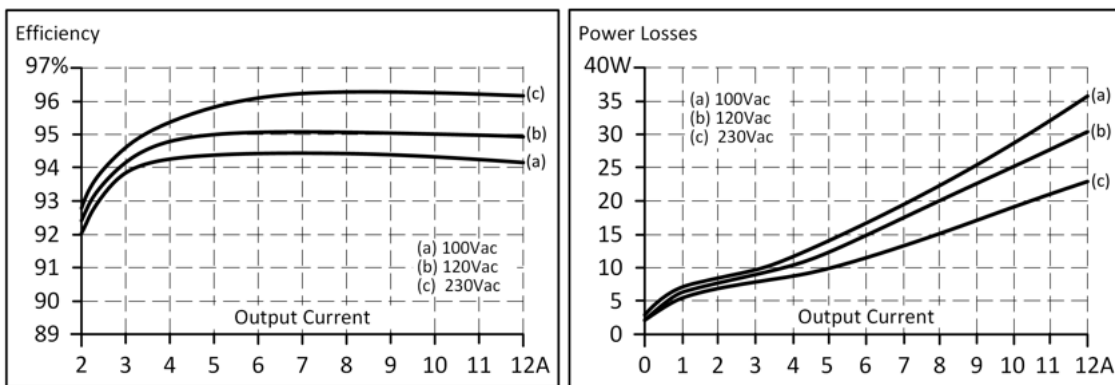 Efficiency
97%
96
95
94
93
92
91
90
89
(c)
(b)
(a)
(a) 100Vac
(b) 120Vac
(c) 230Vac
Output Current
2 3 4 5 6 7 8 9 10 11 12A
Power Losses
40W
35
30
25
20
15
10
5
0
(a) 100Vac
(b) 120Vac
(c) 230Vac
(a)
(b)
(c)
Output Current
0 1 2 3 4 5 6 7 8 9 10 11 12A